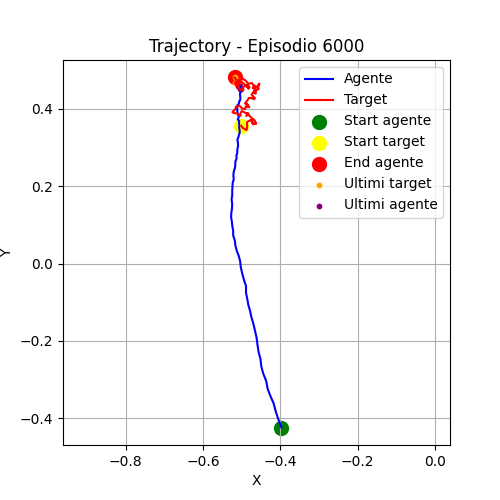 Trajectory - Episodio 6000
Agente
Target
Start agente
Start target
End agente
Ultimi target
Ultimi agente
Y
0.4
0.2
0.0
−0.2
−0.4
−0.8
−0.6
−0.4
−0.2
0.0
X